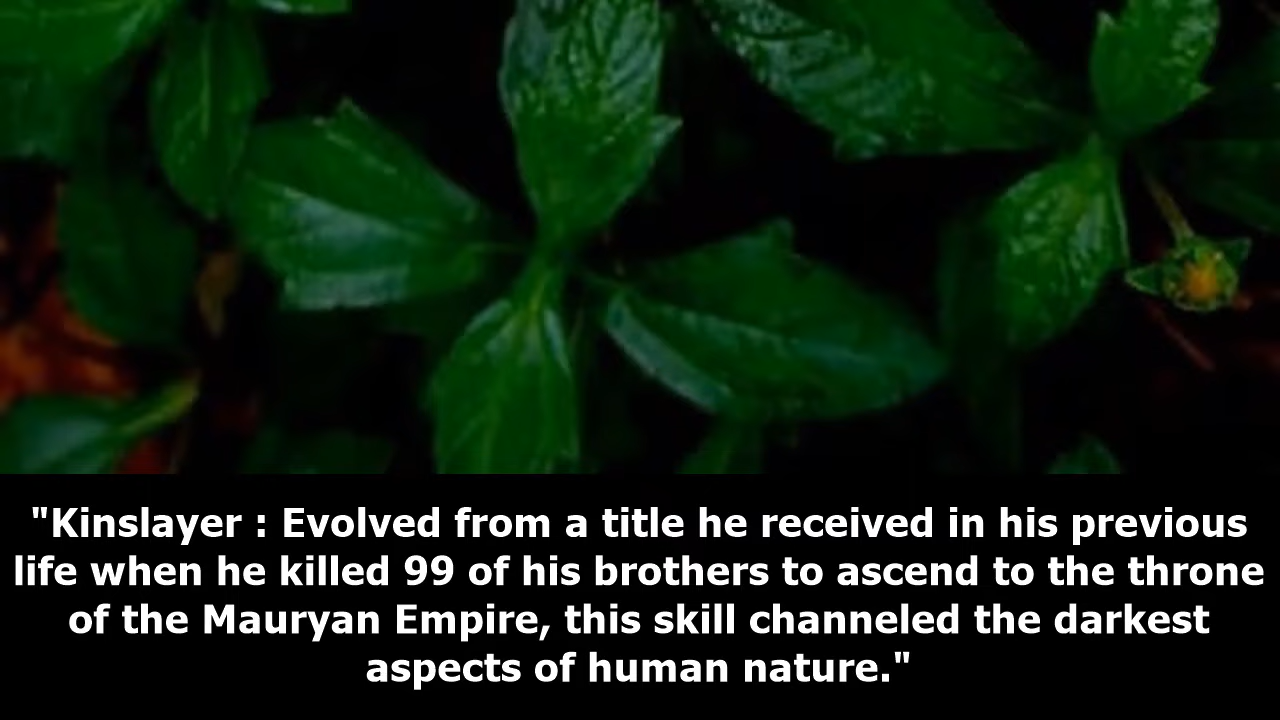 "Kinslayer : Evolved from a title he received in his previous
life when he killed 99 of his brothers to ascend to the throne
of the Mauryan Empire, this skill channeled the darkest
aspects of human nature."